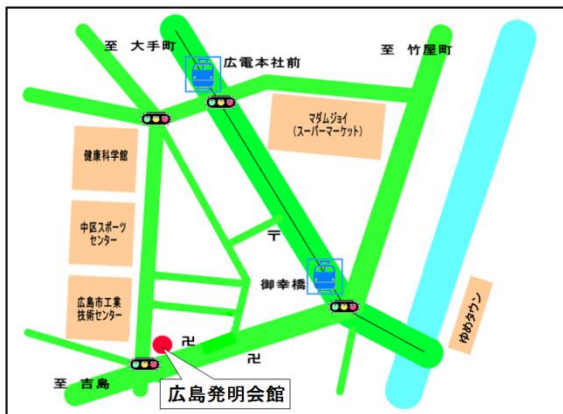 至 大手町
広電本社前
至 竹屋町
マダムジョイ
(スーパーマーケット)
健康科学館
中区スポーツ
センター
〒
御幸橋
広島市工業
技術センター
ゆめタウン
卍
卍
至 吉島
広島発明会館